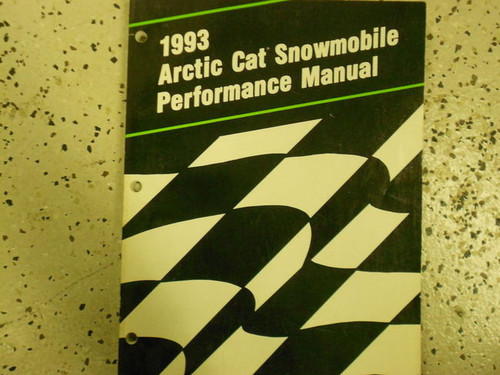 1993
Arctic Cat Snowmobile
Performance Manual